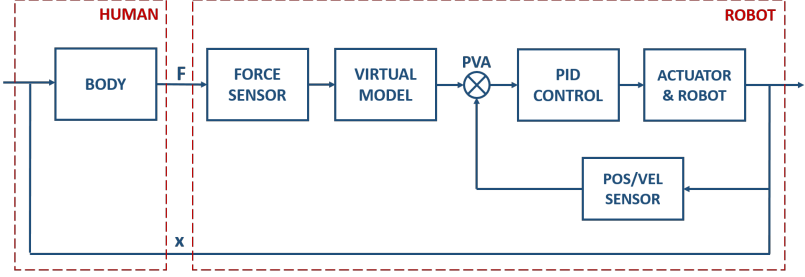 HUMAN
ROBOT
BODY
F
FORCE
SENSOR
VIRTUAL
MODEL
PVA
PID
CONTROL
ACTUATOR
& ROBOT
POS/VEL
SENSOR
x